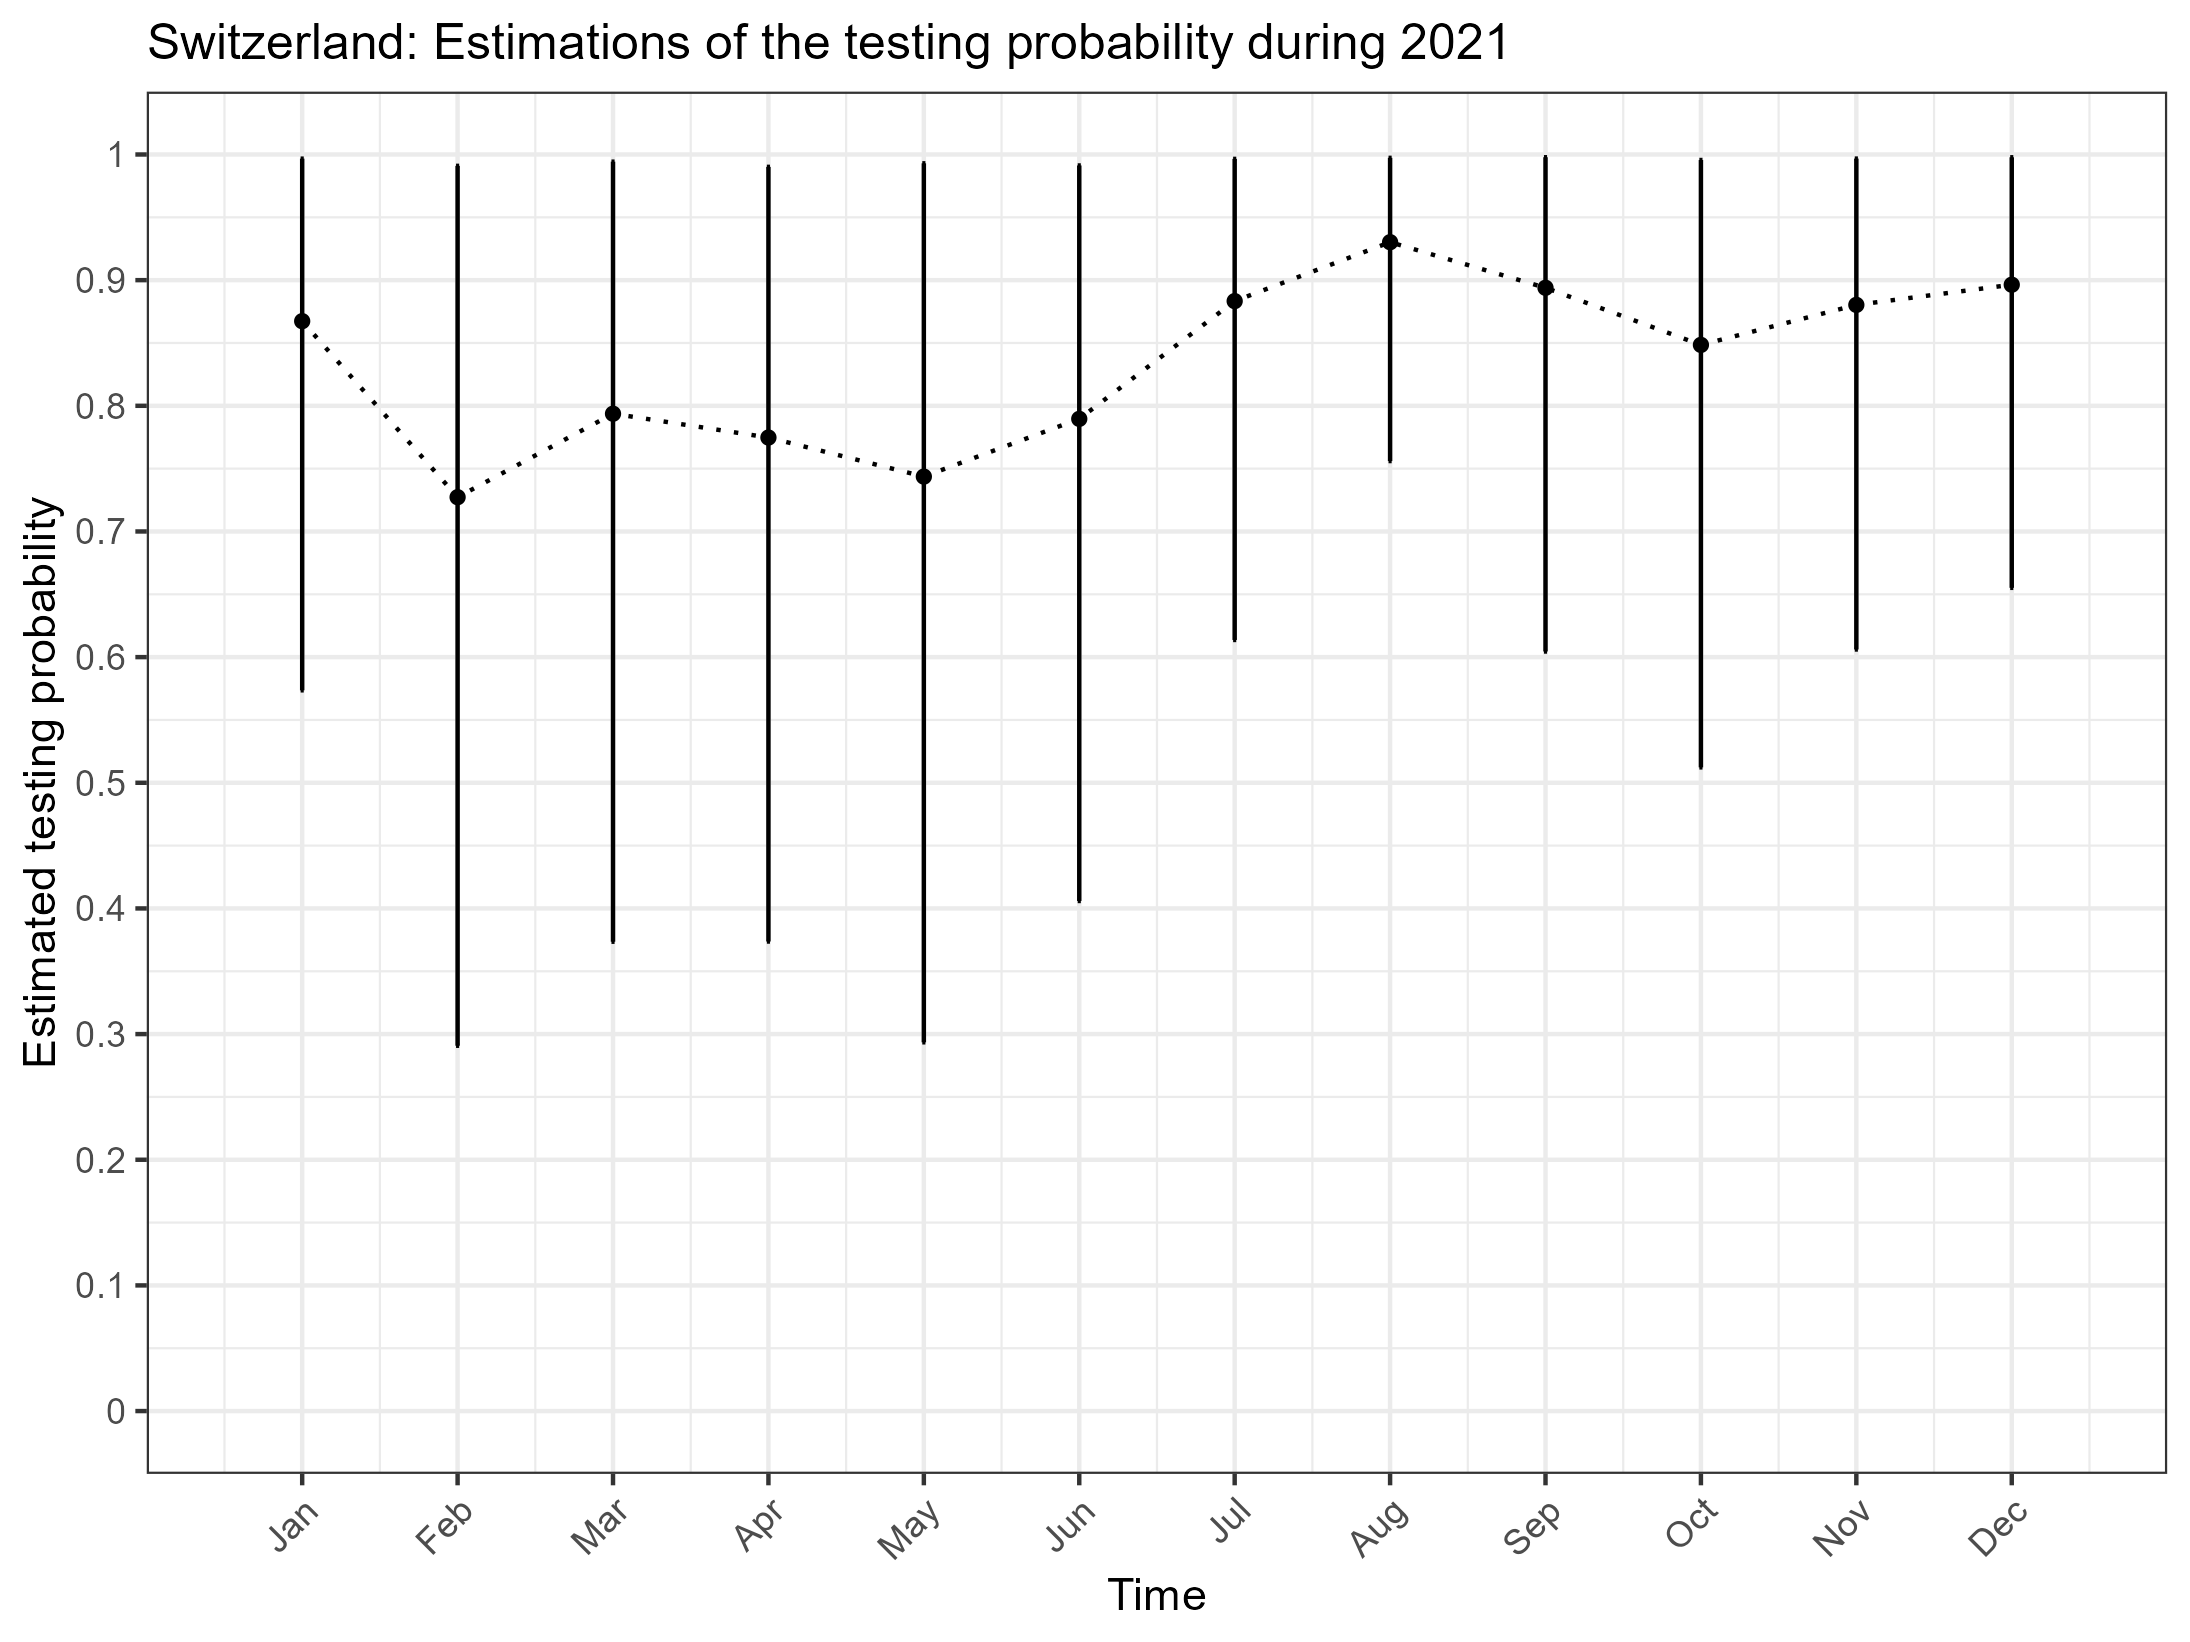 Switzerland: Estimations of the testing probability during 2021
Estimated testing probability
1
0.9
0.8
0.7
0.6
0.5
0.4
0.3
0.2
0.1
0
Jan Feb Mar Apr May Jun Jul Aug Sep Oct Nov Dec
Time